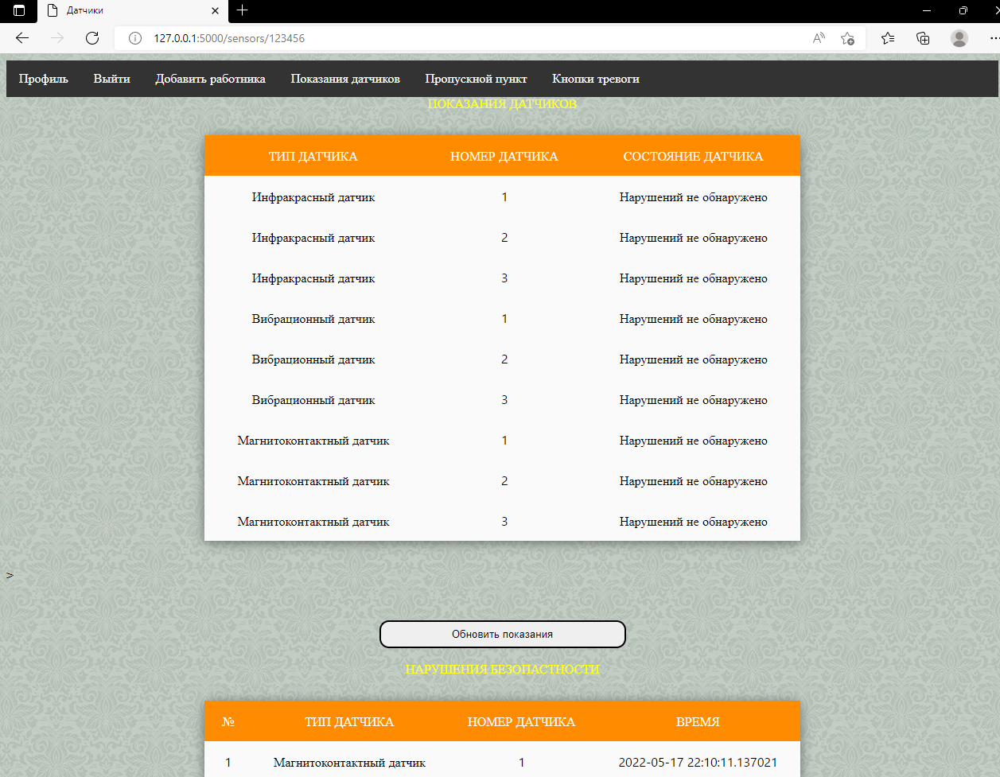 Датчики
127.0.0.1:5000/sensors/123456
Профиль Выйти Добавить работника Показания датчиков Пропускной пункт Кнопки тревоги
ПОКАЗАНИЯ ДАТЧИКОВ
ТИП ДАТЧИКА НОМЕР ДАТЧИКА СОСТОЯНИЕ ДАТЧИКА
Инфракрасный датчик 1 Нарушений не обнаружено
Инфракрасный датчик 2 Нарушений не обнаружено
Инфракрасный датчик 3 Нарушений не обнаружено
Вибрационный датчик 1 Нарушений не обнаружено
Вибрационный датчик 2 Нарушений не обнаружено
Вибрационный датчик 3 Нарушений не обнаружено
Магнитоконтактный датчик 1 Нарушений не обнаружено
Магнитоконтактный датчик 2 Нарушений не обнаружено
Магнитоконтактный датчик 3 Нарушений не обнаружено
>
Обновить показания
НАРУШЕНИЯ БЕЗОПАСТНОСТИ
№ ТИП ДАТЧИКА НОМЕР ДАТЧИКА ВРЕМЯ
1 Магнитоконтактный датчик 1 2022-05-17 22:10:11.137021